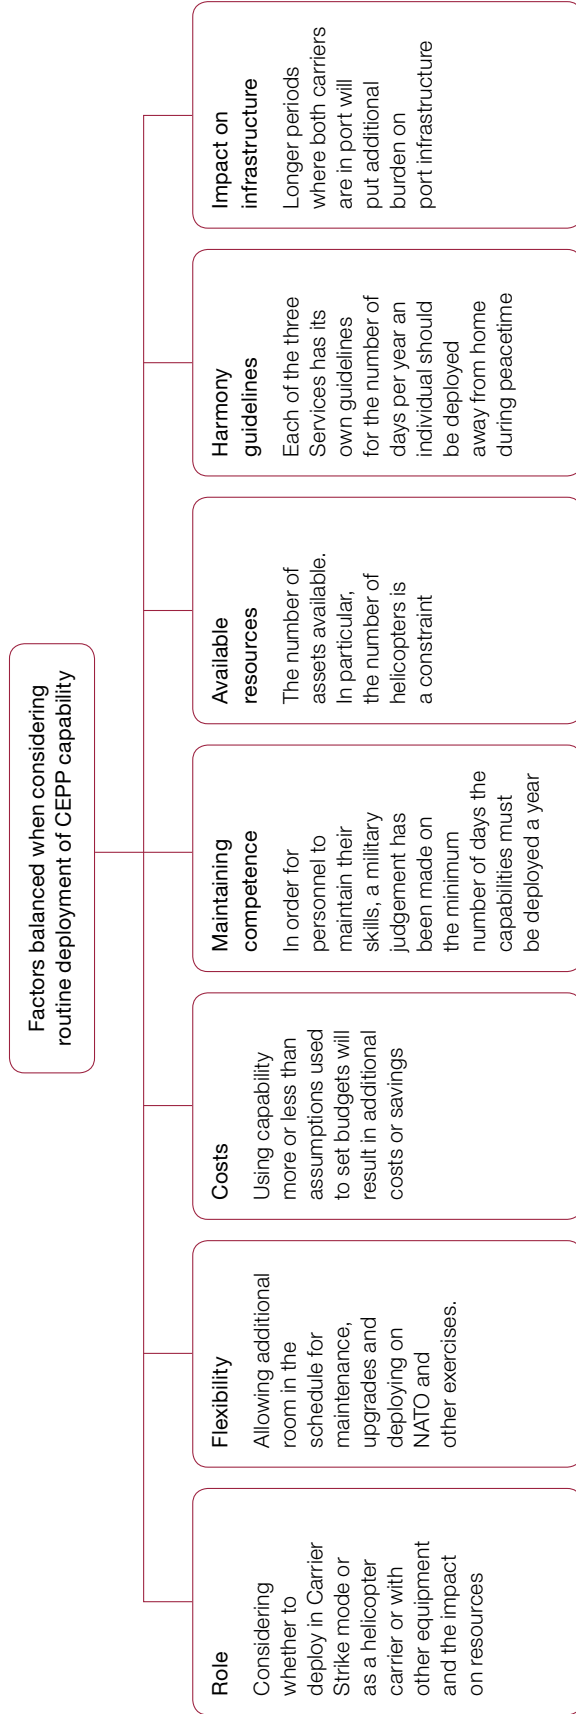 Factors balanced when considering
routine deployment of CEPP capability
Role
Considering
whether to
deploy in Carrier
Strike mode or
as a helicopter
carrier or with
other equipment
and the impact
on resources
Flexibility
Allowing additional
room in the
schedule for
maintenance,
upgrades and
deploying on
NATO and
other exercises.
Costs
Using capability
more or less than
assumptions used
to set budgets will
result in additional
costs or savings
Maintaining
competence
In order for
personnel to
maintain their
skills, a military
judgement has
been made on
the minimum
number of days the
capabilities must
be deployed a year
Available
resources
The number of
assets available.
In particular,
the number of
helicopters is
a constraint
Harmony
guidelines
Each of the three
Services has its
own guidelines
for the number of
days per year an
individual should
be deployed
away from home
during peacetime
Impact on
infrastructure
Longer periods
where both carriers
are in port will
put additional
burden on
port infrastructure